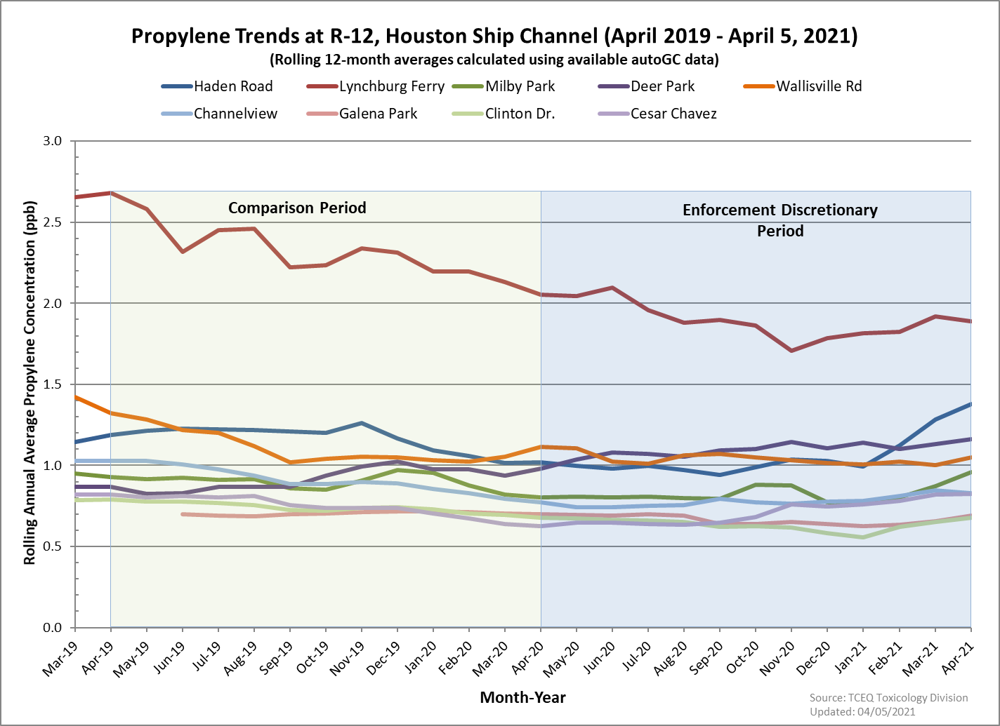 Propylene Trends at R-12, Houston Ship Channel (April 2019 - April 5, 2021)
(Rolling 12-month averages calculated using available autoGC data)
Haden Road Lynchburg Ferry Milby Park Deer Park Wallisville Rd
Channelview Galena Park Clinton Dr. Cesar Chavez
Rolling Annual Average Propylene Concentration (ppb)
3.0
2.5
2.0
1.5
1.0
0.5
0.0
Comparison Period
Enforcement Discretionary
Period
Mar-19 Apr-19 May-19 Jun-19 Jul-19 Aug-19 Sep-19 Oct-19 Nov-19 Dec-19 Jan-20 Feb-20 Mar-20 Apr-20 May-20 Jun-20 Jul-20 Aug-20 Sep-20 Oct-20 Nov-20 Dec-20 Jan-21 Feb-21 Mar-21 Apr-21
Month-Year
Source: TCEQ Toxicology Division
Updated: 04/05/2021